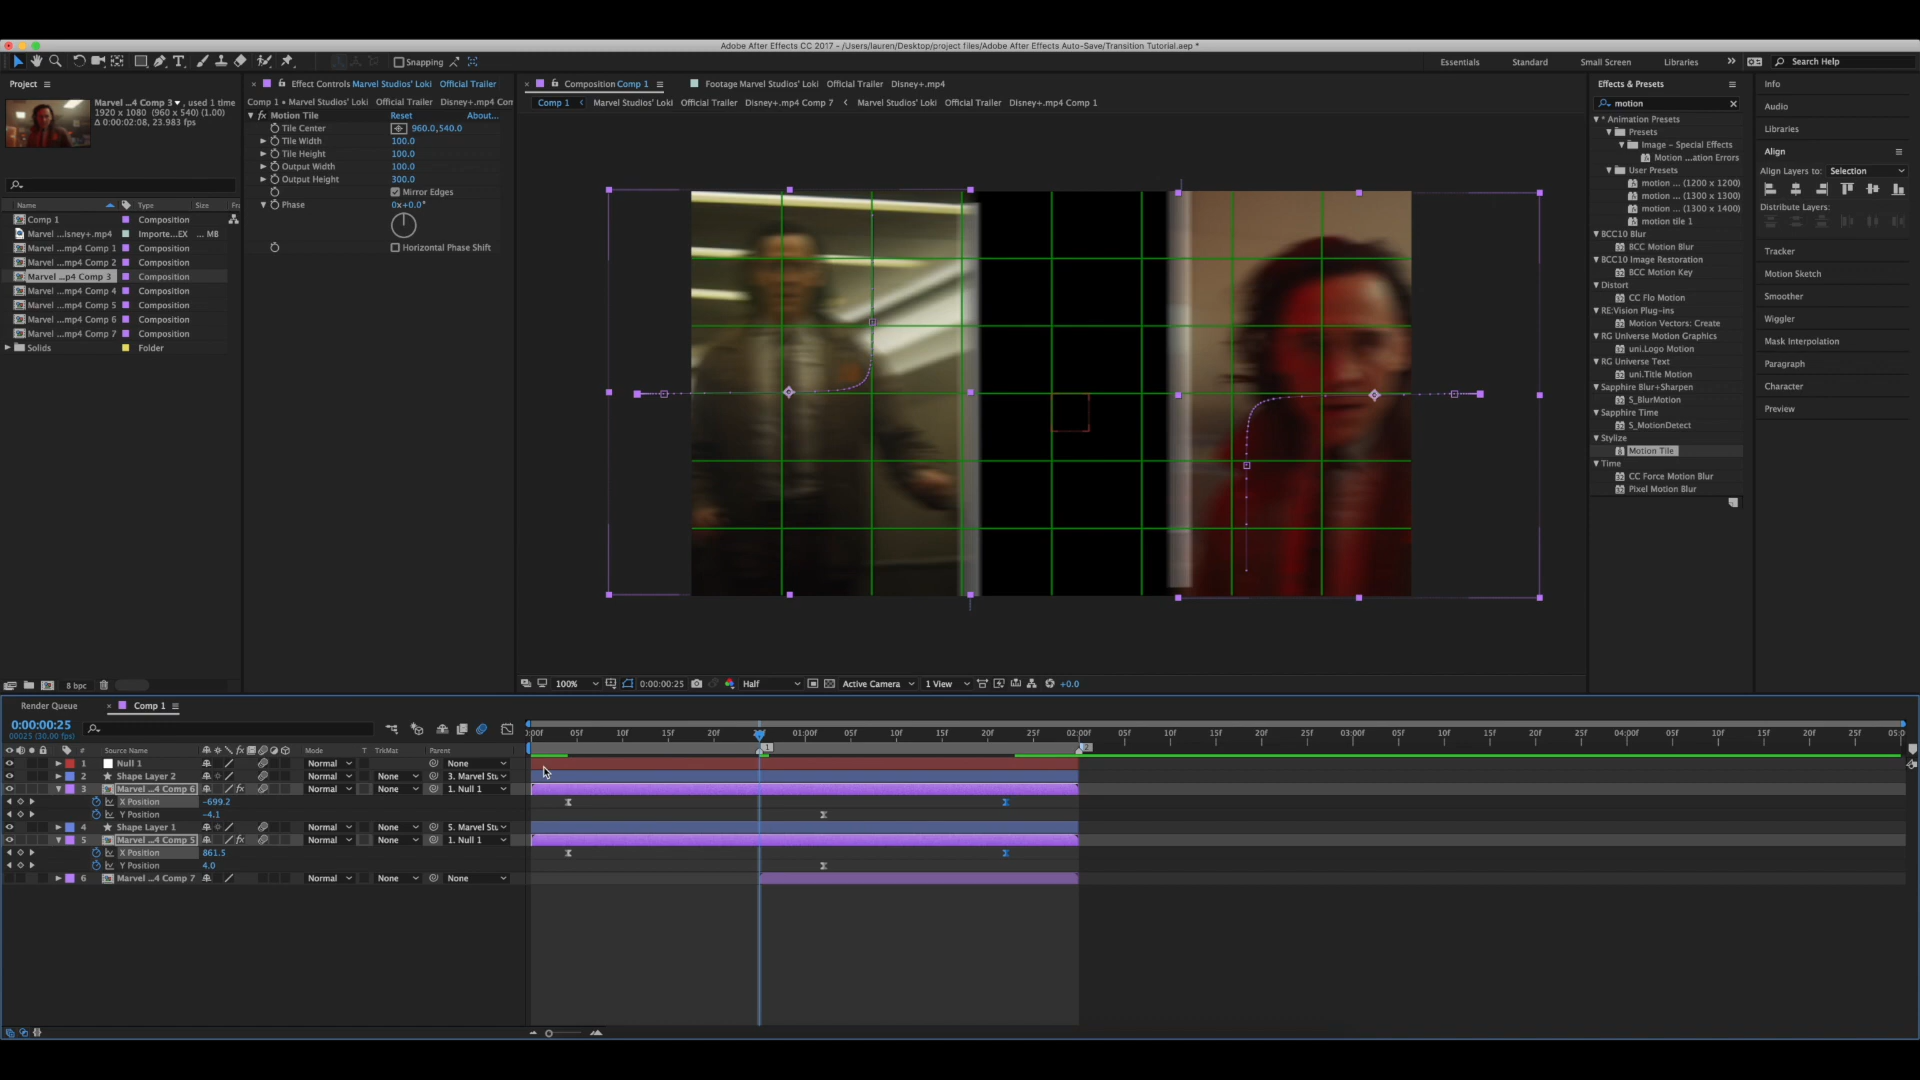 Adobe After Effects CC 2017 - /Users/lauren/Desktop/project files/Adobe After Effects Auto-Save/Transition Tutorial.aep *
Snapping
Essentials Standard Small Screen Libraries Search Help
Project
Marvel ...4 Comp 3 , used 1 time
1920 x 1080 (960 x 540) (1.00)
Δ 0:00:02:08, 23.983 fps
Name Type Size Fra
Comp 1 Composition
Marvel ...isney+.mp4 Importe...EX ... MB
Marvel ...mp4 Comp 1 Composition
Marvel ...mp4 Comp 2 Composition
Marvel ...p4 Comp 3 Composition
Marvel ...mp4 Comp 4 Composition
Marvel ...mp4 Comp 5 Composition
Marvel ...mp4 Comp 6 Composition
Marvel ...mp4 Comp 7 Composition
Solids Folder
8 bpc
Effect Controls Marvel Studios' Loki Official Trailer
Comp 1 • Marvel Studios' Loki Official Trailer Disney+.mp4 Com
fx Motion Tile Reset About...
Tile Center 960.0,540.0
Tile Width 100.0
Tile Height 100.0
Output Width 100.0
Output Height 300.0
Mirror Edges
Phase 0x+0.0°
Horizontal Phase Shift
Composition Comp 1 Footage Marvel Studios' Loki Official Trailer Disney+.mp4
Comp 1 Marvel Studios' Loki Official Trailer Disney+.mp4 Comp 7 Marvel Studios' Loki Official Trailer Disney+.mp4 Comp 1
100% 0:00:00:25 Half Active Camera 1 View +0.0
Effects & Presets
motion
* Animation Presets
Presets
Image – Special Effects
Motion ...ation Errors
User Presets
motion ... (1200 x 1200)
motion ... (1300 x 1300)
motion ... (1300 x 1400)
motion tile 1
BCC10 Blur
BCC Motion Blur
BCC10 Image Restoration
BCC Motion Key
Distort
CC Flo Motion
RE:Vision Plug-ins
Motion Vectors: Create
RG Universe Motion Graphics
uni.Logo Motion
RG Universe Text
uni.Title Motion
Sapphire Blur+Sharpen
S_BlurMotion
Sapphire Time
S_MotionDetect
Stylize
Motion Tile
Time
CC Force Motion Blur
Pixel Motion Blur
Info
Audio
Libraries
Align
Align Layers to: Selection
Distribute Layers:
Tracker
Motion Sketch
Smoother
Wiggler
Mask Interpolation
Paragraph
Character
Preview
Render Queue Comp 1
0:00:00:25
00025 (30.00 fps)
# Source Name Mode T TrkMat Parent
1 Null 1 Normal None
2 Shape Layer 2 Normal None 3. Marvel Stu
3 Marvel ...4 Comp 6 Normal None 1. Null 1
X Position -699.2
Y Position -4.1
4 Shape Layer 1 Normal None 5. Marvel Stu
5 Marvel ...4 Comp 5 Normal None 1. Null 1
X Position 861.5
Y Position 4.0
6 Marvel ...4 Comp 7 Normal None None
):00f 05f 10f 15f 20f 01:00f 05f 10f 15f 20f 25f 02:00f 05f 10f 15f 20f 25f 03:00f 05f 10f 15f 20f 25f 04:00f 05f 10f 15f 20f 25f 05:0
1 2